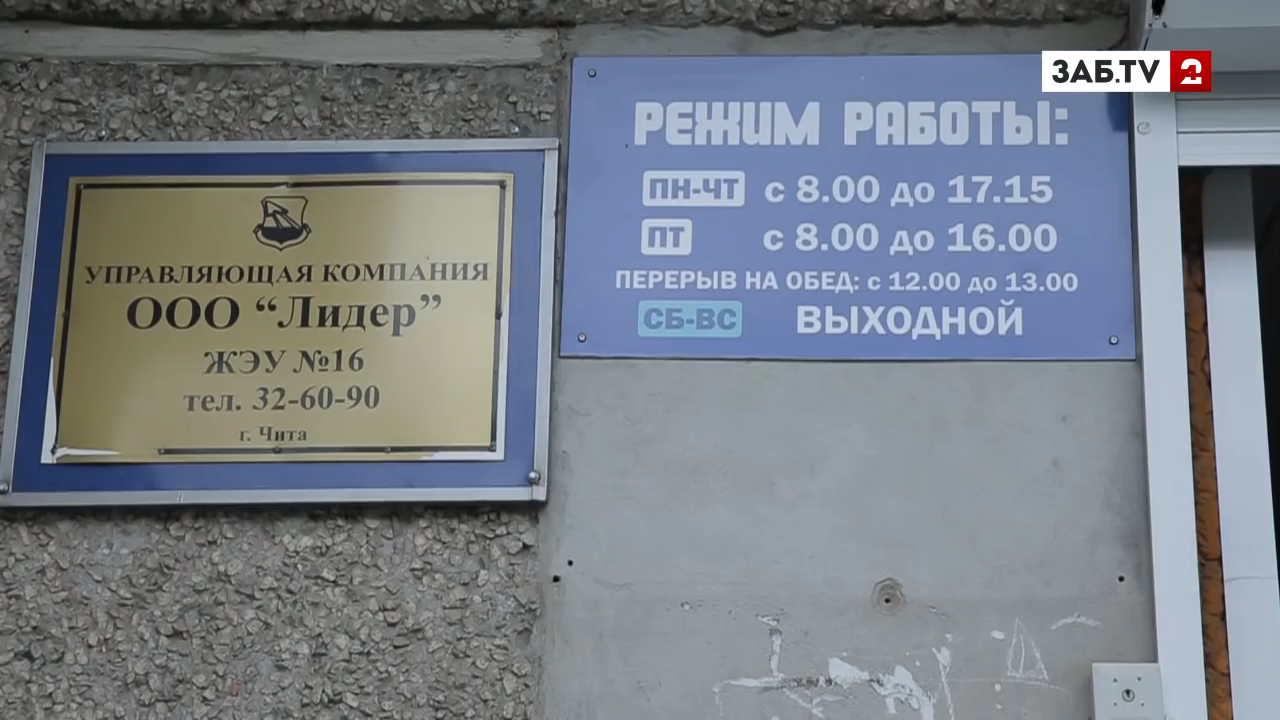 ЗАБ.TV
УПРАВЛЯЮЩАЯ КОМПАНИЯ
ООО “Лидер”
ЖЭУ №16
тел. 32-60-90
г. Чита
РЕЖИМ РАБОТЫ:
ПН-ЧТ с 8.00 до 17.15
ПТ с 8.00 до 16.00
ПЕРЕРЫВ НА ОБЕД: с 12.00 до 13.00
СБ-ВС ВЫХОДНОЙ